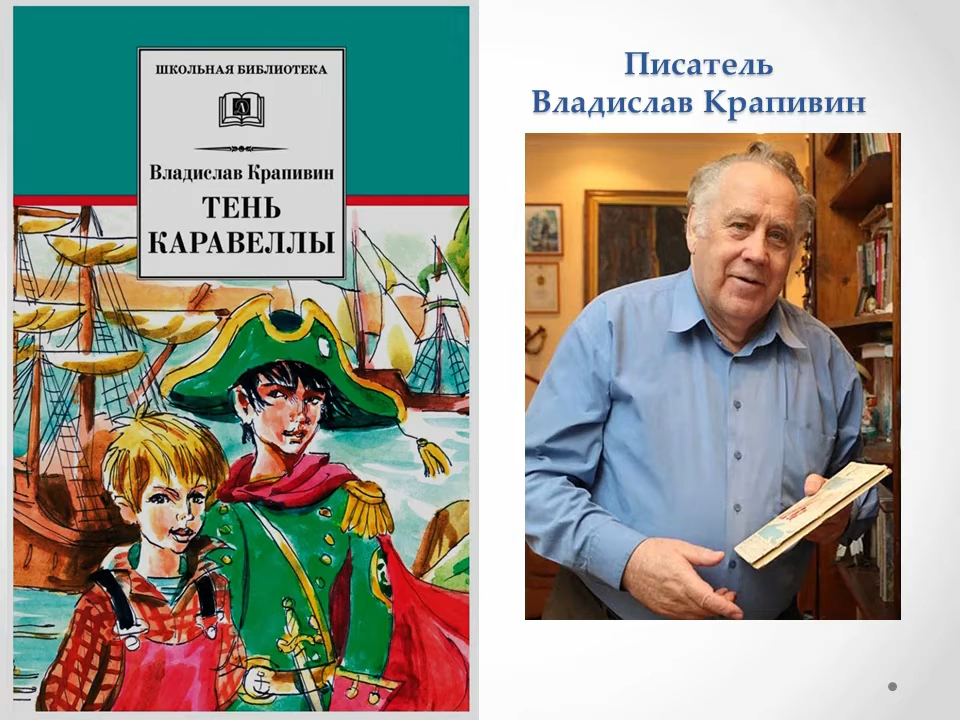 ШКОЛЬНАЯ БИБЛИОТЕКА
Владислав Крапивин
ТЕНЬ
КАРАВЕЛЛЫ
Писатель
Владислав Крапивин